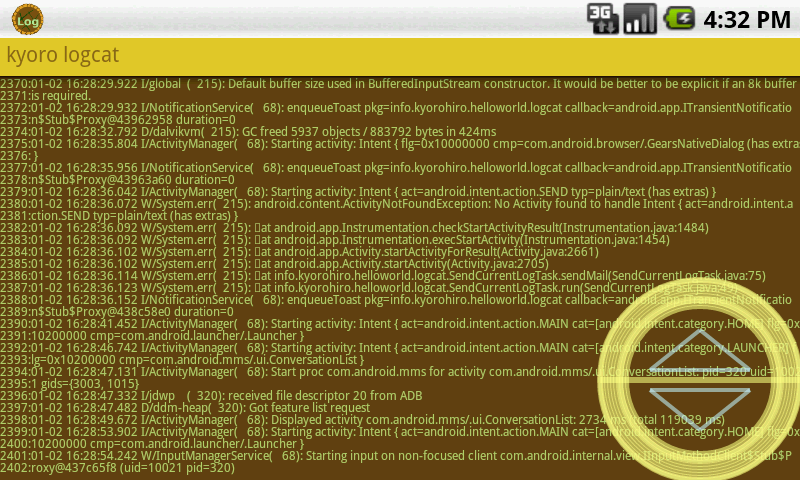 Log
3G
4:32 PM
kyoro logcat
2370:01-02 16:28:29.922 I/global  (  215): Default buffer size used in BufferedInputStream constructor. It would be better to be explicit if an 8k buffer
2371:is required.
2372:01-02 16:28:29.932 I/NotificationService(   68): enqueueToast pkg=info.kyorohiro.helloworld.logcat callback=android.app.ITransientNotificatio
2373:n$Stub$Proxy@43962958 duration=0
2374:01-02 16:28:32.792 D/dalvikvm(  215): GC freed 5937 objects / 883792 bytes in 424ms
2375:01-02 16:28:35.804 I/ActivityManager(   68): Starting activity: Intent { flg=0x10000000 cmp=com.android.browser/.GearsNativeDialog (has extras)
2376: }
2377:01-02 16:28:35.956 I/NotificationService(   68): enqueueToast pkg=info.kyorohiro.helloworld.logcat callback=android.app.ITransientNotificatio
2378:n$Stub$Proxy@43963a60 duration=0
2379:01-02 16:28:36.042 I/ActivityManager(   68): Starting activity: Intent { act=android.intent.action.SEND typ=plain/text (has extras) }
2380:01-02 16:28:36.072 W/System.err(  215): android.content.ActivityNotFoundException: No Activity found to handle Intent { act=android.intent.a
2381:ction.SEND typ=plain/text (has extras) }
2382:01-02 16:28:36.092 W/System.err(  215): at android.app.Instrumentation.checkStartActivityResult(Instrumentation.java:1484)
2383:01-02 16:28:36.092 W/System.err(  215): at android.app.Instrumentation.execStartActivity(Instrumentation.java:1454)
2384:01-02 16:28:36.102 W/System.err(  215): at android.app.Activity.startActivityForResult(Activity.java:2661)
2385:01-02 16:28:36.102 W/System.err(  215): at android.app.Activity.startActivity(Activity.java:2705)
2386:01-02 16:28:36.114 W/System.err(  215): at info.kyorohiro.helloworld.logcat.SendCurrentLogTask.sendMail(SendCurrentLogTask.java:75)
2387:01-02 16:28:36.123 W/System.err(  215): at info.kyorohiro.helloworld.logcat.SendCurrentLogTask.run(SendCurrentLogTask.java:49)
2388:01-02 16:28:36.152 I/NotificationService(   68): enqueueToast pkg=info.kyorohiro.helloworld.logcat callback=android.app.ITransientNotificatio
2389:n$Stub$Proxy@438c58e0 duration=0
2390:01-02 16:28:41.452 I/ActivityManager(   68): Starting activity: Intent { act=android.intent.action.MAIN cat=[android.intent.category.HOME] flg=0x
2391:10200000 cmp=com.android.launcher/.Launcher }
2392:01-02 16:28:46.742 I/ActivityManager(   68): Starting activity: Intent { act=android.intent.action.MAIN cat=[android.intent.category.LAUNCHER]
2393:lg=0x10200000 cmp=com.android.mms/.ui.ConversationList }
2394:01-02 16:28:47.131 I/ActivityManager(   68): Start proc com.android.mms for activity com.android.mms/.ui.ConversationList: pid=320 uid=1002
2395:1 gids={3003, 1015}
2396:01-02 16:28:47.332 I/jdwp    (  320): received file descriptor 20 from ADB
2397:01-02 16:28:47.482 D/ddm-heap(  320): Got feature list request
2398:01-02 16:28:49.672 I/ActivityManager(   68): Displayed activity com.android.mms/.ui.ConversationList: 2734 ms (total 119039 ms)
2399:01-02 16:28:53.902 I/ActivityManager(   68): Starting activity: Intent { act=android.intent.action.MAIN cat=[android.intent.category.HOME] flg=0x
2400:10200000 cmp=com.android.launcher/.Launcher }
2401:01-02 16:28:54.242 W/InputManagerService(   68): Starting input on non-focused client com.android.internal.view.IInputMethodClient$Stub$P
2402:roxy@437c65f8 (uid=10021 pid=320)